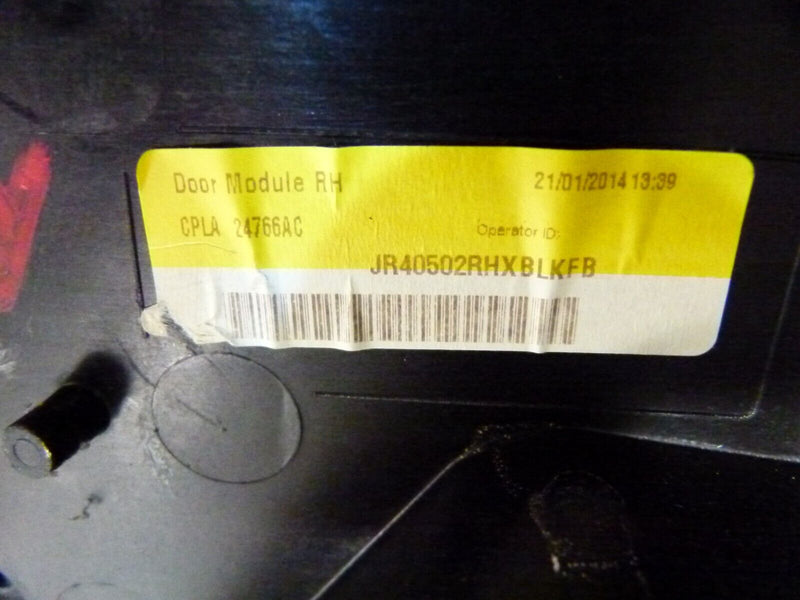 Door Module RH 21/01/2014 13:39
CPLA 24766AC Operator ID:
JR40502RHXBLKFB